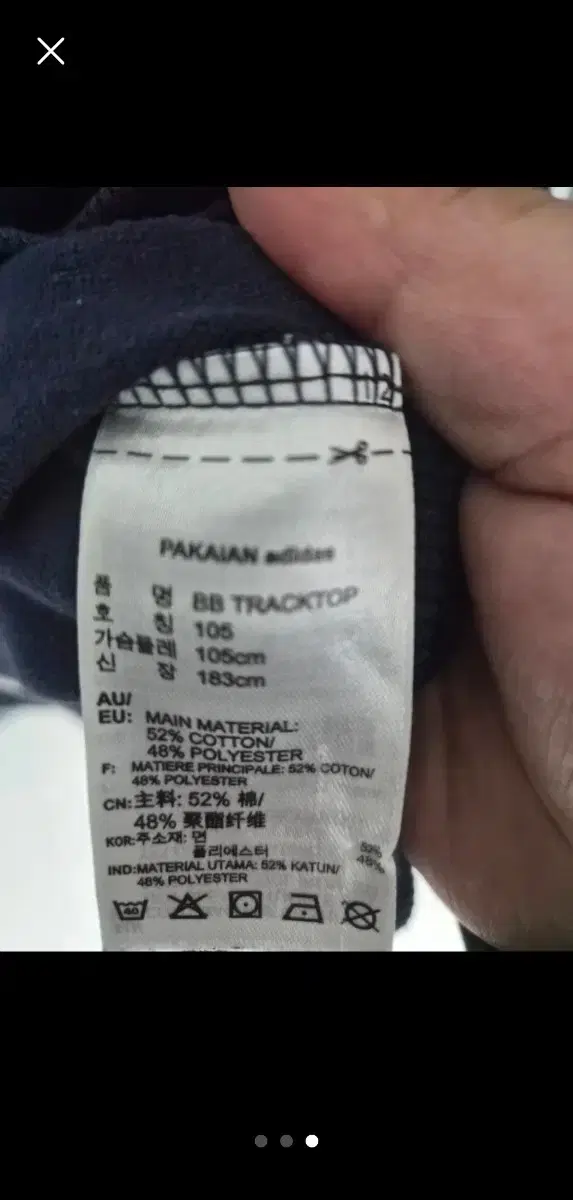 12
PAKAIAN adidas
품 명 BB TRACKTOP
호 칭 105
가슴둘레 105cm
신 장 183cm
AU/
EU: MAIN MATERIAL:
52% COTTON/
48% POLYESTER
F: MATIERE PRINCIPALE: 52% COTON/
48% POLYESTER
CN:主料: 52% 棉/
48% 聚酯纤维
KOR:주소재: 면 52%
폴리에스터 48%
IND:MATERIAL UTAMA: 52% KATUN/
48% POLYESTER
40